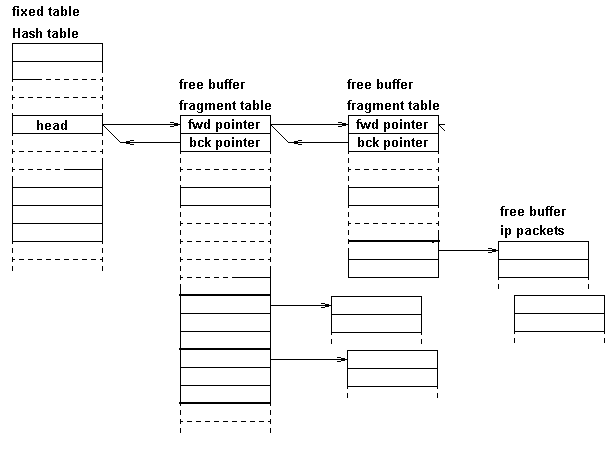 fixed table
Hash table
head
free buffer
fragment table
fwd pointer
bck pointer
free buffer
fragment table
fwd pointer
bck pointer
free buffer
ip packets